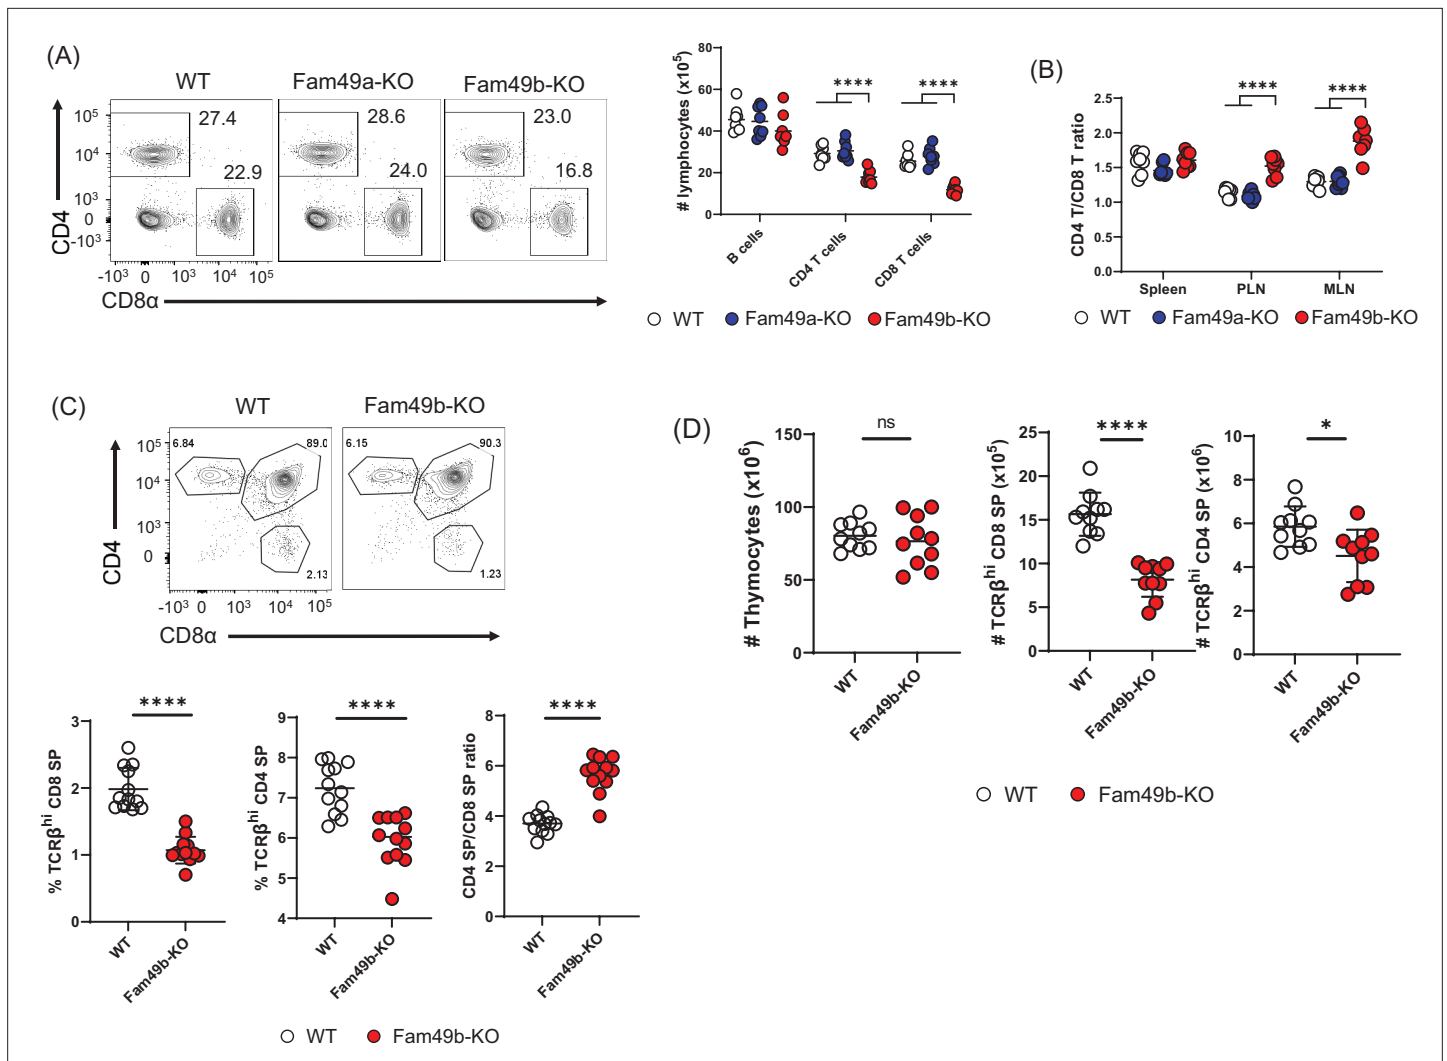 (A)
WT
Fam49a-KO
Fam49b-KO
27.4
22.9
28.6
24.0
23.0
16.8
10⁵
10⁴
10³
0
-10³
CD4
-10³ 0 10³ 10⁴ 10⁵
CD8α
# lymphocytes (x10⁵)
80
60
40
20
0
****
****
B cells
CD4 T cells
CD8 T cells
WT
Fam49a-KO
Fam49b-KO
(B)
CD4 T/CD8 T ratio
2.5
2.0
1.5
1.0
0.5
0.0
****
****
Spleen
PLN
MLN
WT
Fam49a-KO
Fam49b-KO
(C)
WT
Fam49b-KO
6.84
89.0
2.13
6.15
90.3
1.23
10⁵
10⁴
10³
0
CD4
-10³ 0 10³ 10⁴ 10⁵
CD8α
% TCRβʰⁱ CD8 SP
3
2
1
0
****
WT
Fam49b-KO
% TCRβʰⁱ CD4 SP
9
8
7
6
5
4
****
WT
Fam49b-KO
CD4 SP/CD8 SP ratio
8
6
4
2
0
****
WT
Fam49b-KO
WT
Fam49b-KO
(D)
# Thymocytes (x10⁶)
150
100
50
0
ns
WT
Fam49b-KO
# TCRβʰⁱ CD8 SP (x10⁵)
25
20
15
10
5
0
****
WT
Fam49b-KO
# TCRβʰⁱ CD4 SP (x10⁶)
10
8
6
4
2
0
*
WT
Fam49b-KO
WT
Fam49b-KO